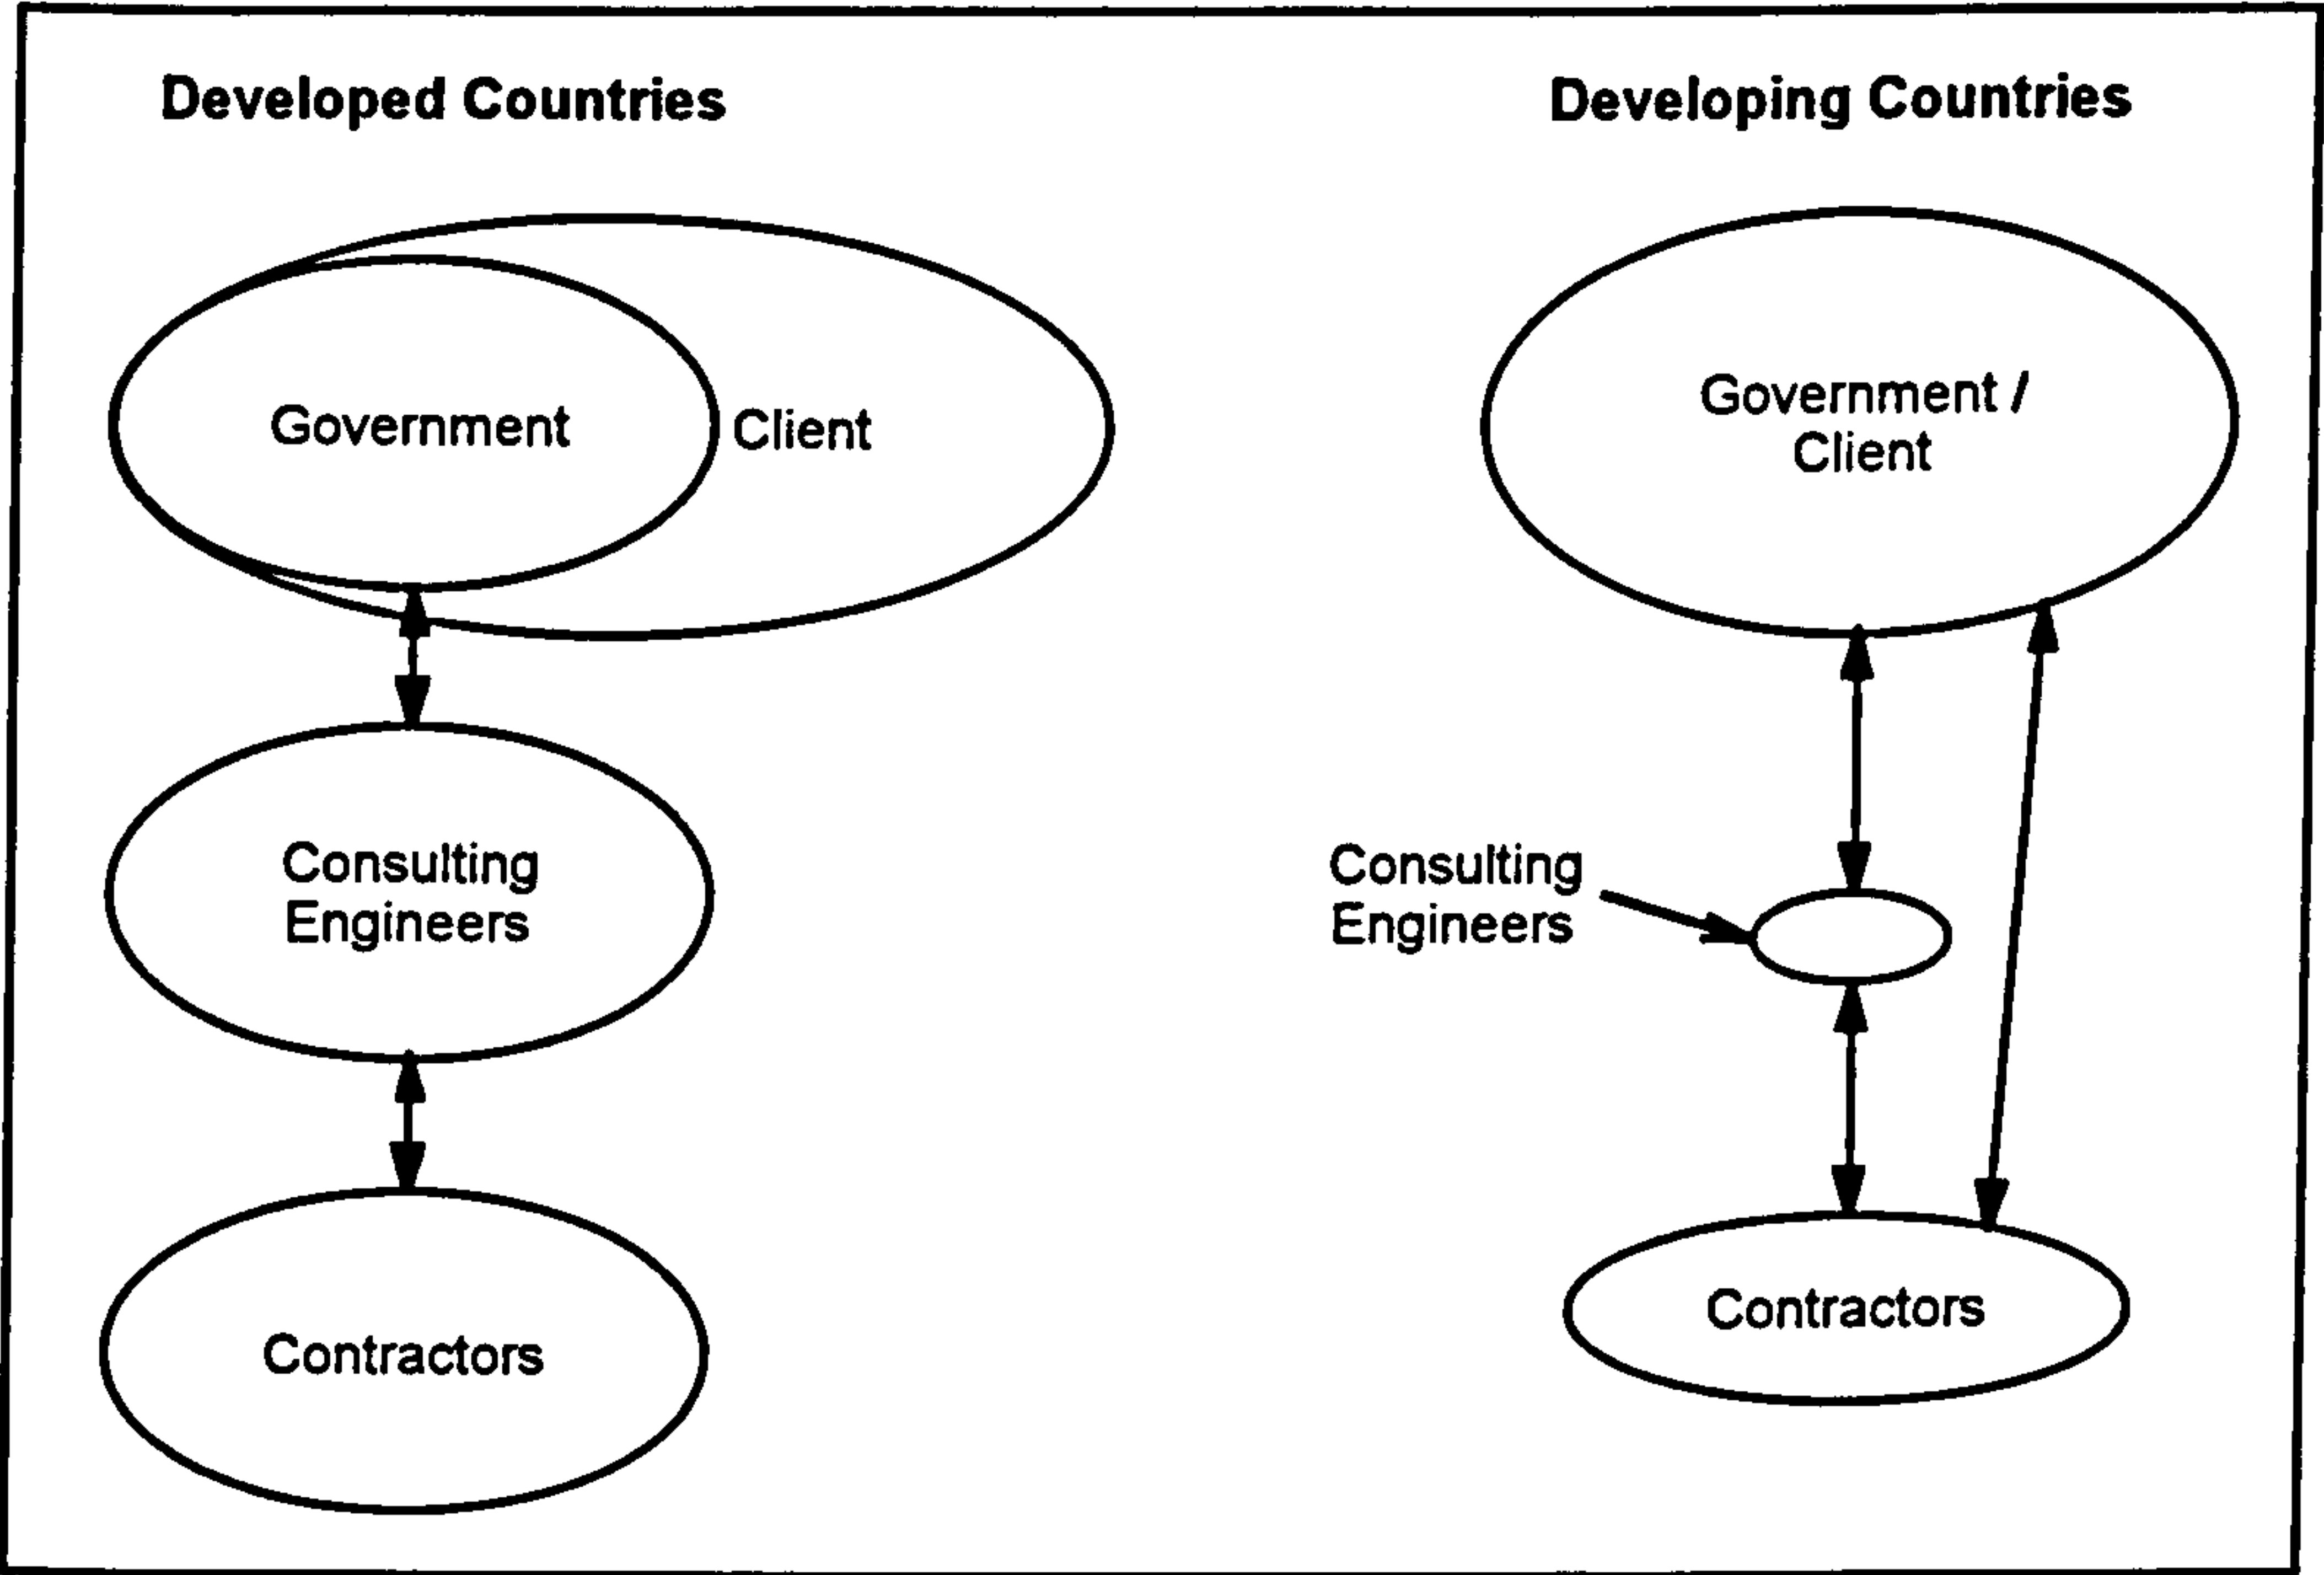 Developed Countries
Government
Client
Consulting
Engineers
Contractors
Developing Countries
Government /
Client
Consulting
Engineers
Contractors